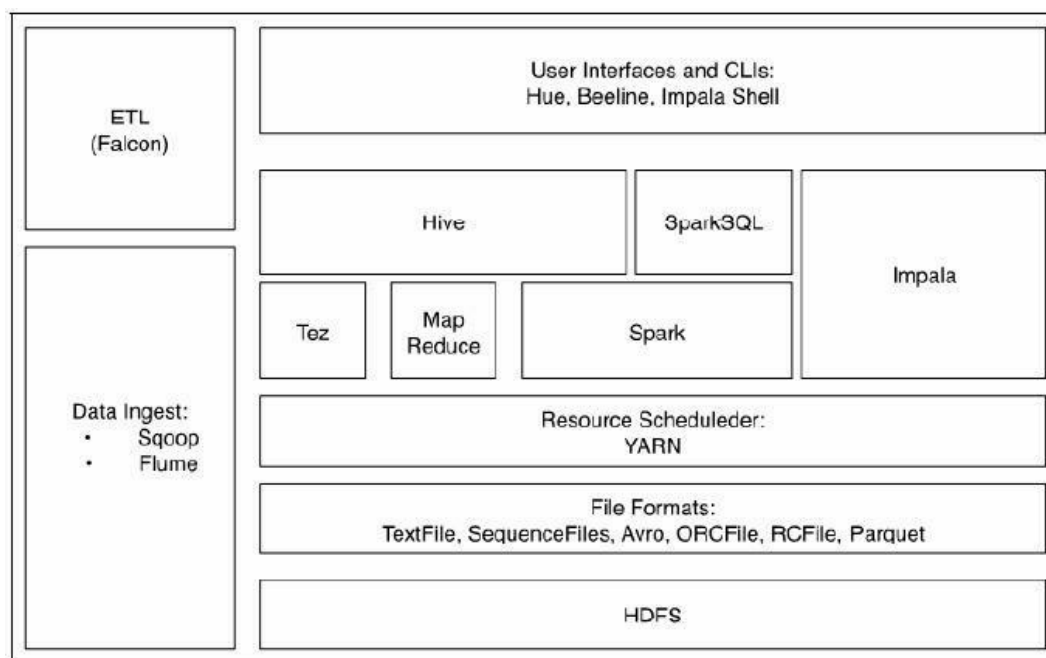 ETL
(Falcon)
User Interfaces and CLIs:
Hue, Beeline, Impala Shell
Hive
3park3QL
Impala
Tez
Map
Reduce
Spark
Data Ingest:
• Sqoop
• Flume
Resource Scheduleder:
YARN
File Formats:
TextFile, SequenceFiles, Avro, ORCFile, RCFile, Parquet
HDFS